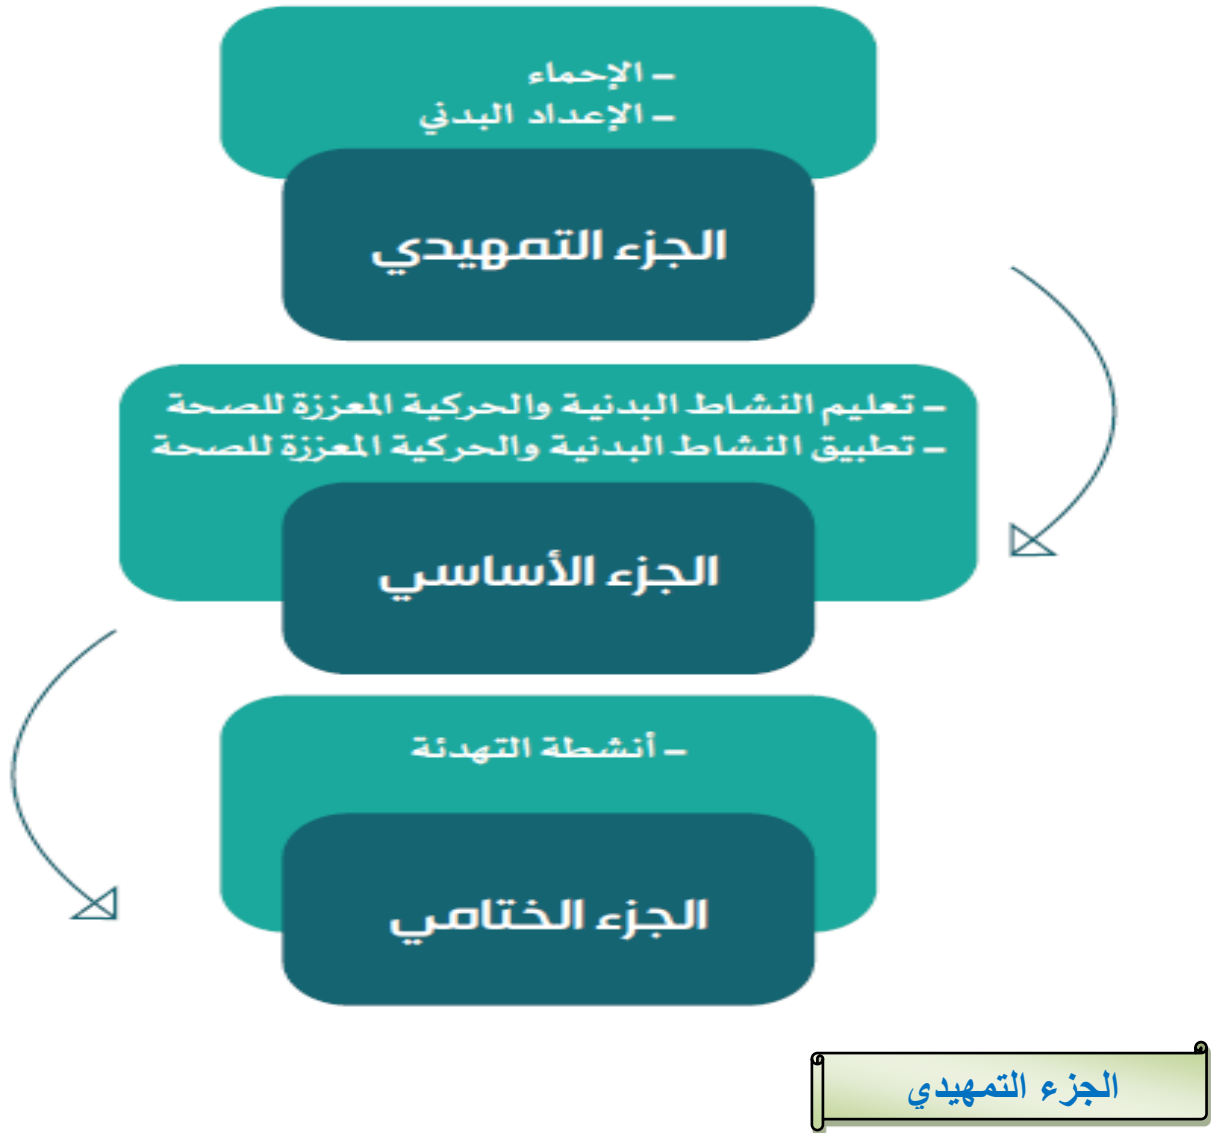 – الإحماء
– الإعداد البدني
الجزء التمهيدي
– تعليم النشاط البدنية والحركية المعززة للصحة
– تطبيق النشاط البدنية والحركية المعززة للصحة
الجزء الأساسي
– أنشطة التهدئة
الجزء الختامي
الجزء التمهيدي